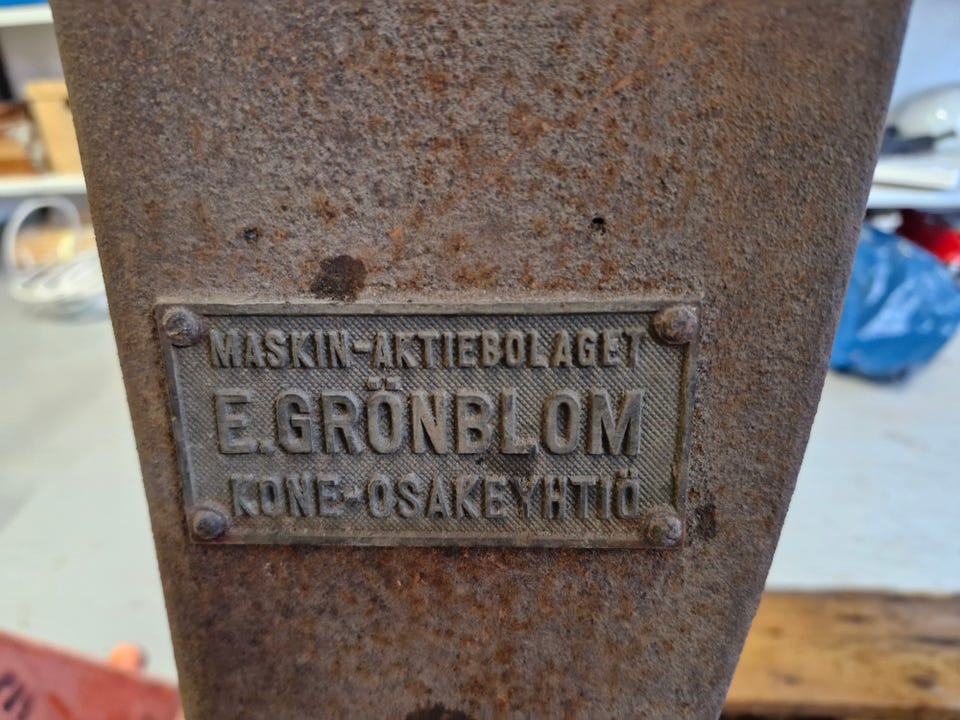 MASKIN-AKTIEBOLAGET
E.GRÖNBLOM
KONE-OSAKEYHTIÖ